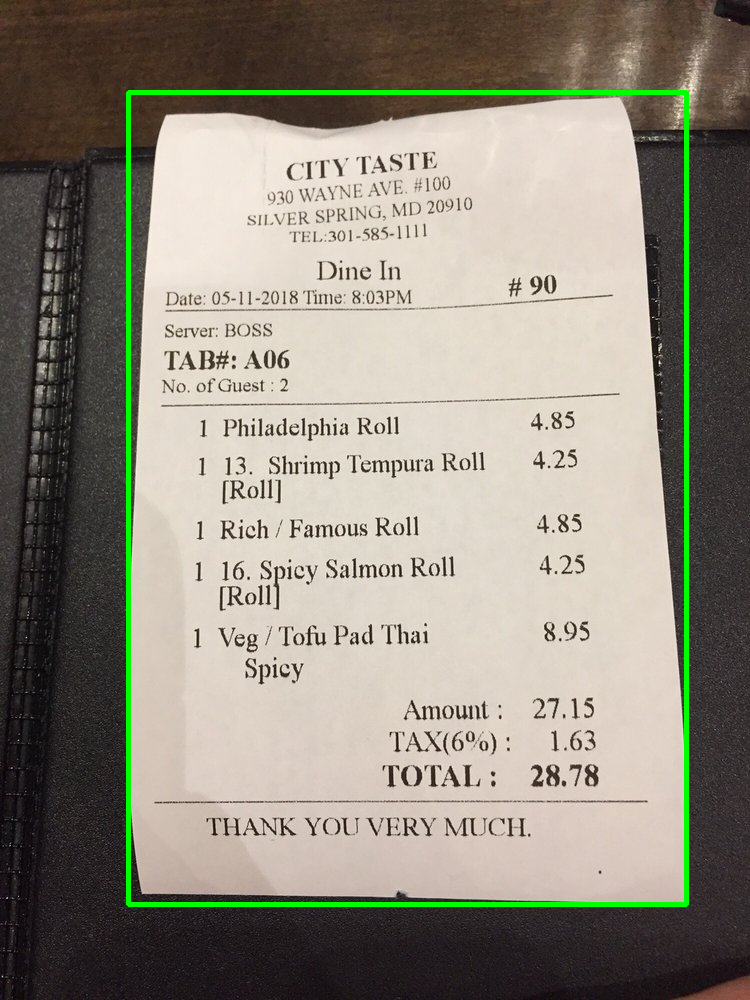 CITY TASTE
930 WAYNE AVE. #100
SILVER SPRING, MD 20910
TEL:301-585-1111
Dine In
Date: 05-11-2018 Time: 8:03PM # 90
Server: BOSS
TAB#: A06
No. of Guest : 2
1 Philadelphia Roll 4.85
1 13. Shrimp Tempura Roll 4.25
[Roll]
1 Rich / Famous Roll 4.85
1 16. Spicy Salmon Roll 4.25
[Roll]
1 Veg / Tofu Pad Thai 8.95
Spicy
Amount : 27.15
TAX(6%) : 1.63
TOTAL : 28.78
THANK YOU VERY MUCH.